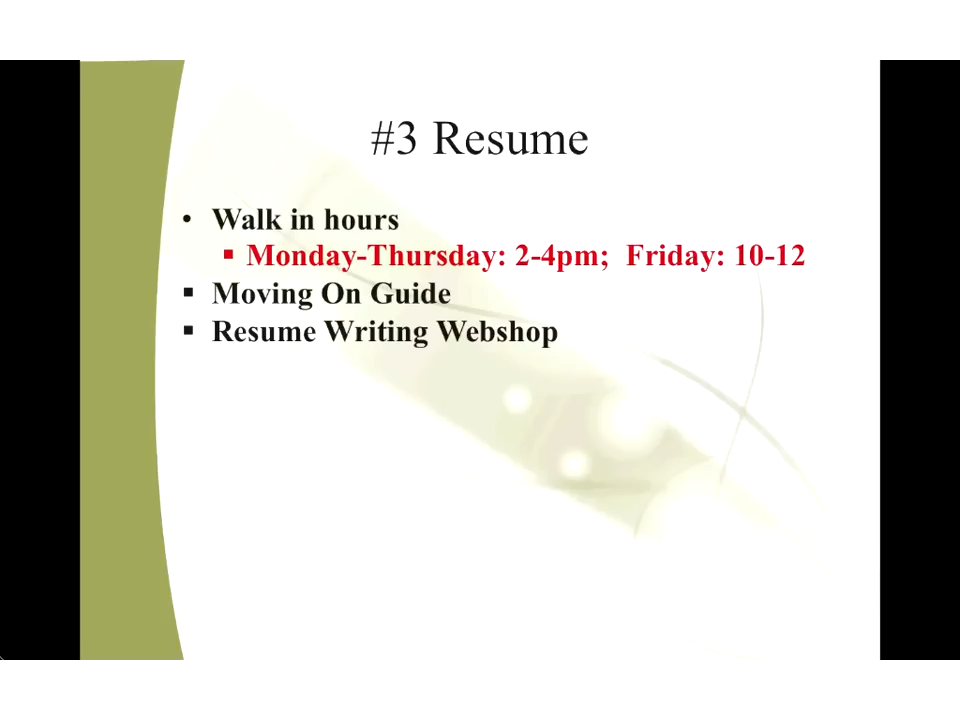 #3 Resume
• Walk in hours
▪ Monday-Thursday: 2-4pm;  Friday: 10-12
▪ Moving On Guide
▪ Resume Writing Webshop